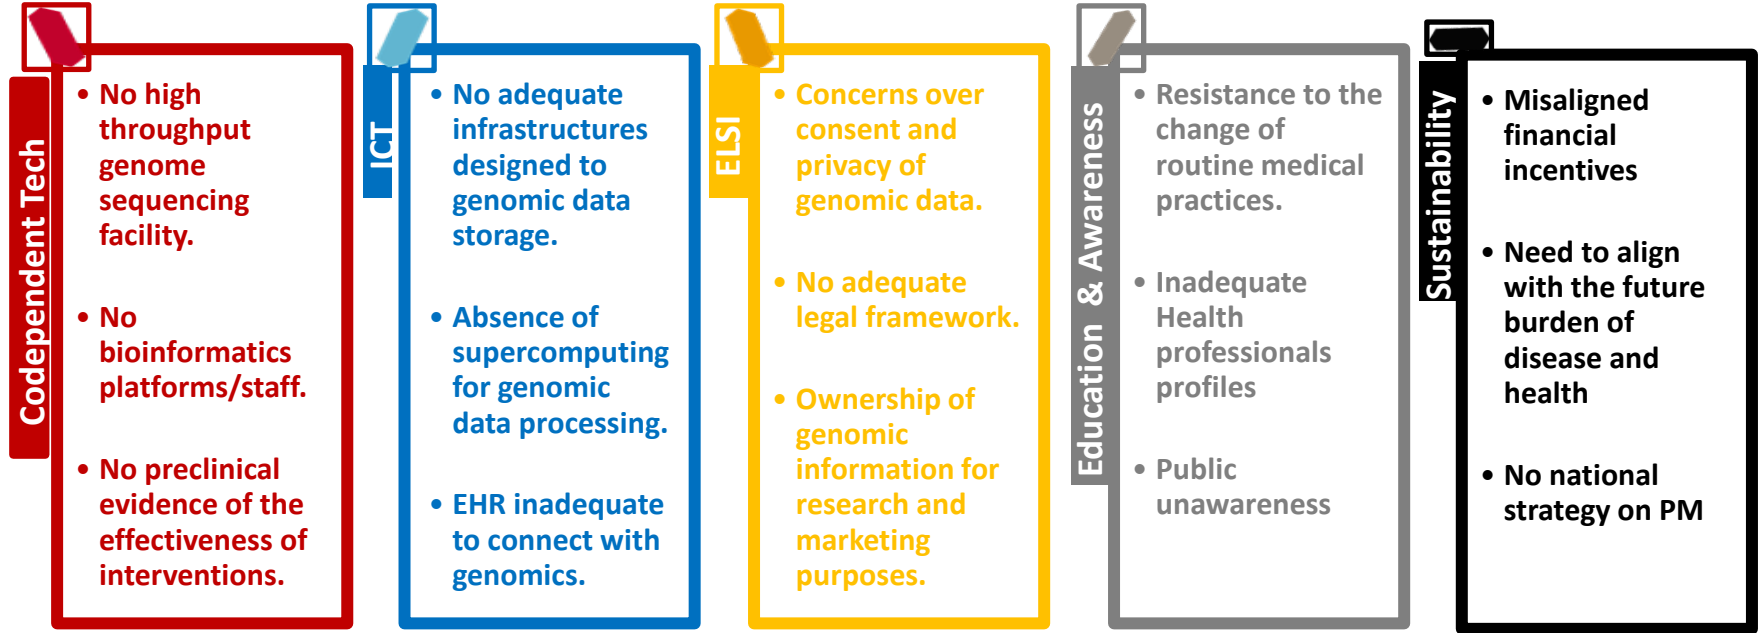 Codependent Tech
• No high
throughput
genome
sequencing
facility.
• No
bioinformatics
platforms/staff.
• No preclinical
evidence of the
effectiveness of
interventions.
ICT
• No adequate
infrastructures
designed to
genomic data
storage.
• Absence of
supercomputing
for genomic
data processing.
• EHR inadequate
to connect with
genomics.
ELSI
• Concerns over
consent and
privacy of
genomic data.
• No adequate
legal framework.
• Ownership of
genomic
information for
research and
marketing
purposes.
Education & Awareness
• Resistance to the
change of
routine medical
practices.
• Inadequate
Health
professionals
profiles
• Public
unawareness
Sustainability
• Misaligned
financial
incentives
• Need to align
with the future
burden of
disease and
health
• No national
strategy on PM